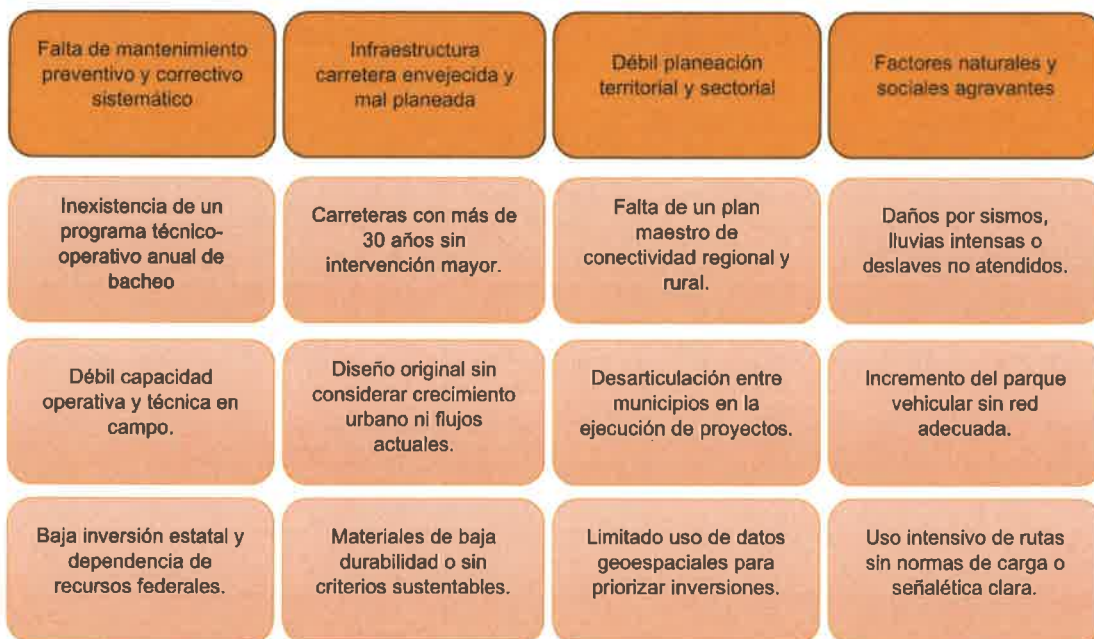 Falta de mantenimiento
preventivo y correctivo
sistemático
Infraestructura
carretera envejecida y
mal planeada
Débil planeación
territorial y sectorial
Factores naturales y
sociales agravantes
Inexistencia de un
programa técnico-
operativo anual de
bacheo
Carreteras con más de
30 años sin
intervención mayor.
Falta de un plan
maestro de
conectividad regional y
rural.
Daños por sismos,
lluvias intensas o
deslaves no atendidos.
Débil capacidad
operativa y técnica en
campo.
Diseño original sin
considerar crecimiento
urbano ni flujos
actuales.
Desarticulación entre
municipios en la
ejecución de proyectos.
Incremento del parque
vehicular sin red
adecuada.
Baja inversión estatal y
dependencia de
recursos federales.
Materiales de baja
durabilidad o sin
criterios sustentables.
Limitado uso de datos
geoespaciales para
priorizar inversiones.
Uso intensivo de rutas
sin normas de carga o
señalética clara.